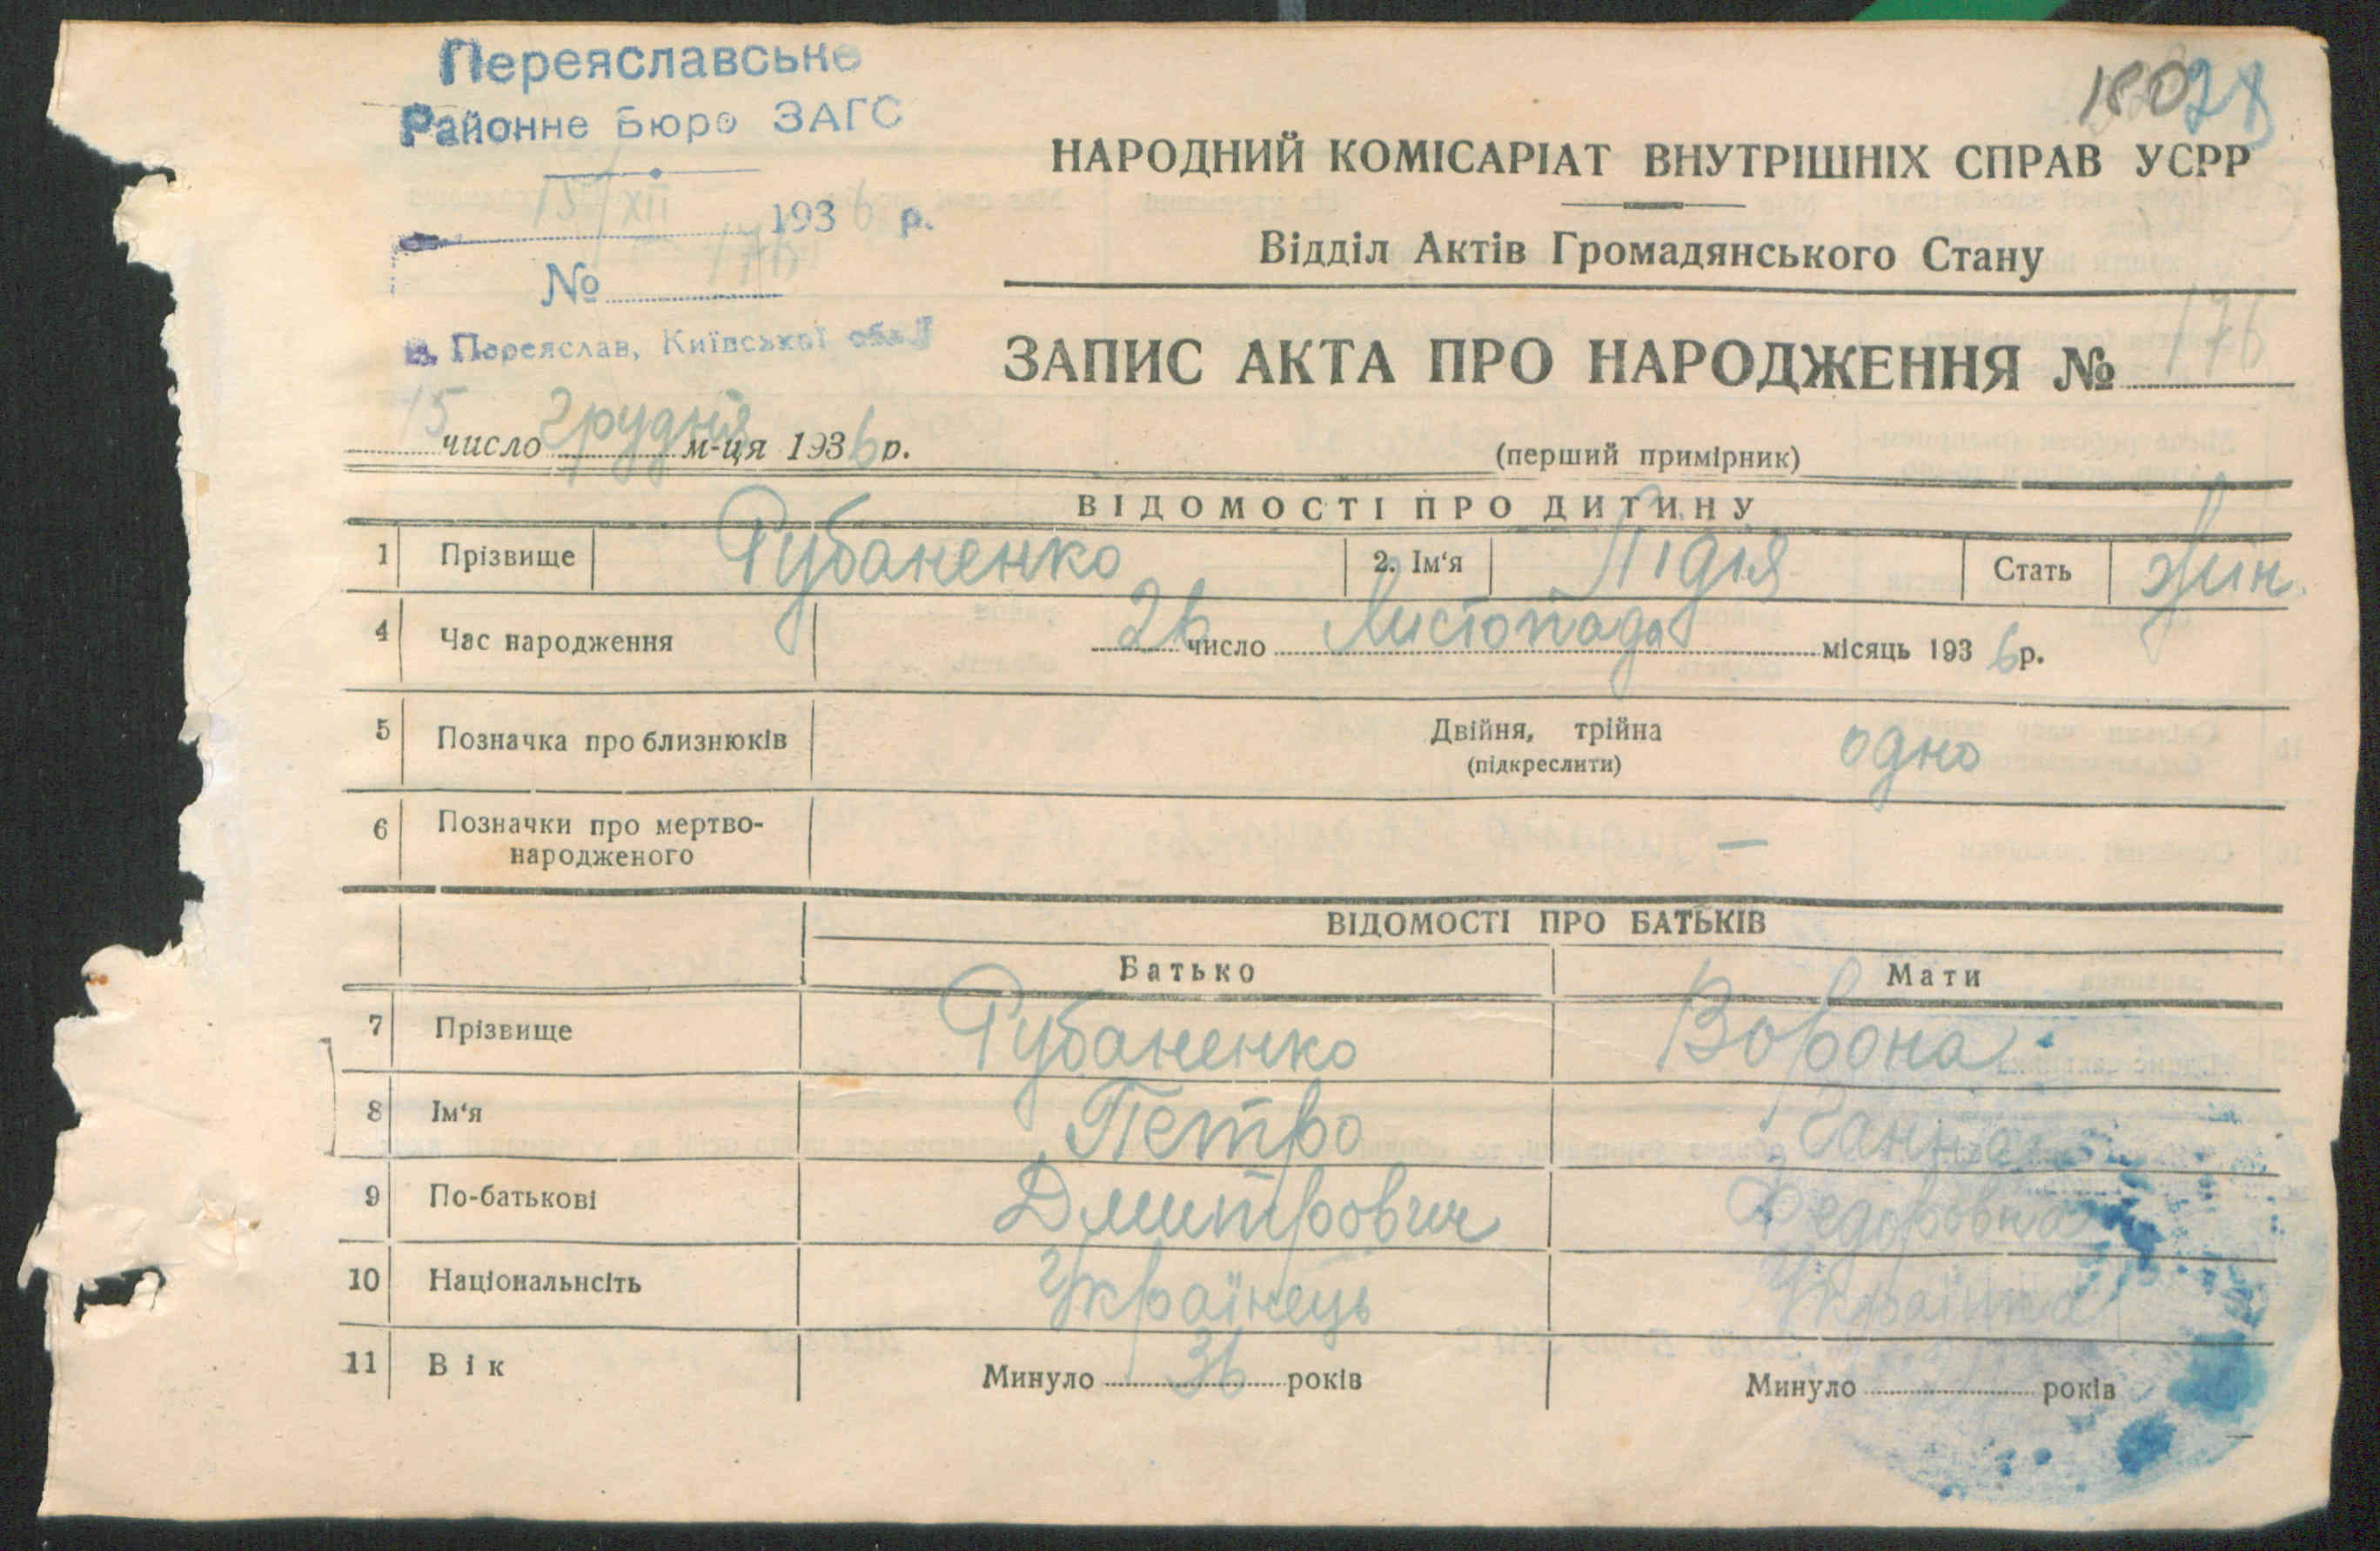 Переяславське
Районне Бюро ЗАГС
15/XII 1936 р.
№ 176
м. Переяслав, Київської обл.
180
НАРОДНИЙ КОМІСАРІАТ ВНУТРІШНІХ СПРАВ УСРР
Відділ Актів Громадянського Стану
ЗАПИС АКТА ПРО НАРОДЖЕННЯ № 176
15 число грудня м-ця 1936 р.
(перший примірник)
ВІДОМОСТІ ПРО ДИТИНУ
1 Прізвище Рубаненко 2. Ім'я Лідія Стать жін.
4 Час народження 26 число Листопада місяць 1936 р.
5 Позначка про близнюків Двійня, трійна одно
(підкреслити)
6 Позначки про мертво-
народженого —
ВІДОМОСТІ ПРО БАТЬКІВ
Батько Мати
7 Прізвище Рубаненко Ворона
8 Ім'я Петро Ганна
9 По-батькові Дмитрович Федоровна
10 Національнсіть Українець Українка
11 Вік Минуло 36 років Минуло років